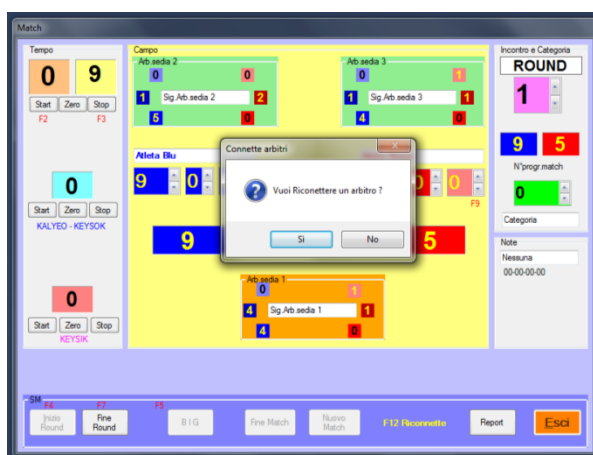 Match
Tempo
0 9
Start Zero Stop
F2 F3
0
Start Zero Stop
KALYEO - KEYSOK
0
Start Zero Stop
KEYSIK
Campo
Arb.sedia 2
0 0
1 Sig.Arb.sedia 2 2
5 0
Arb.sedia 3
0 1
1 Sig.Arb.sedia 3 1
4 0
Atleta Blu
9 0 0 0
F9
9 5
Connette arbitri
Vuoi Riconettere un arbitro ?
Si No
Arb.sedia 1
0 1
4 Sig.Arb.sedia 1 1
4 0
Incontro e Categoria
ROUND
1
9 5
N°progr.match
0
Categoria
Note
Nessuna
00-00-00-00
SM
F4 F7 F5
Inizio Round
Fine Round
B I G
Fine Match
Nuovo Match
F12 Riconnette
Report
Esci